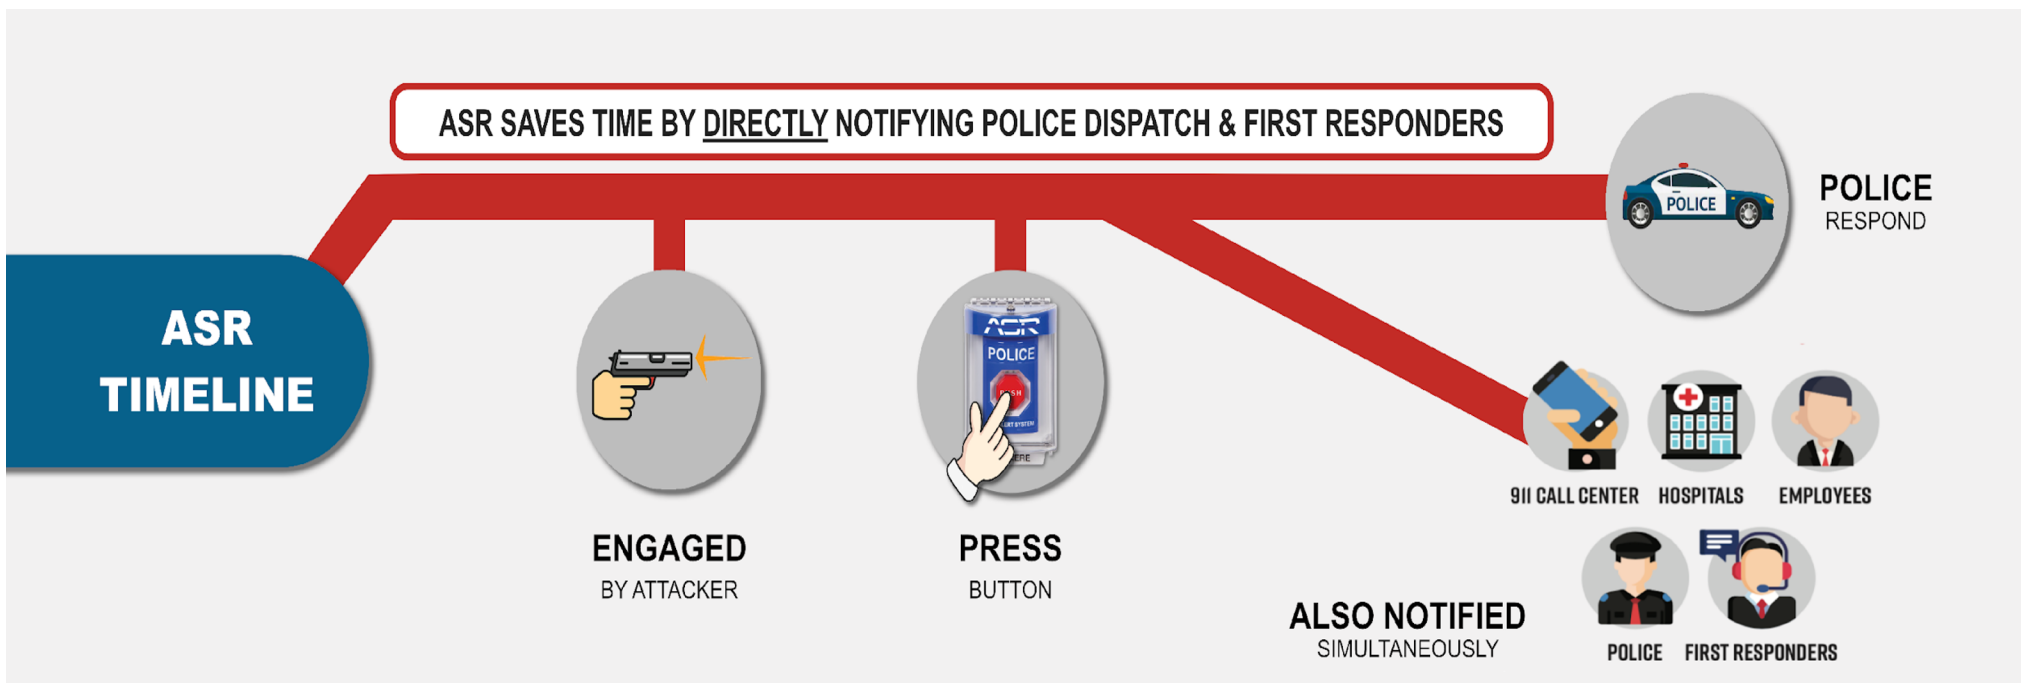 ASR SAVES TIME BY DIRECTLY NOTIFYING POLICE DISPATCH & FIRST RESPONDERS
POLICE
POLICE
RESPOND
ASR
TIMELINE
ASR
POLICE
ENGAGED
BY ATTACKER
PRESS
BUTTON
911 CALL CENTER
HOSPITALS
EMPLOYEES
ALSO NOTIFIED
SIMULTANEOUSLY
POLICE
FIRST RESPONDERS